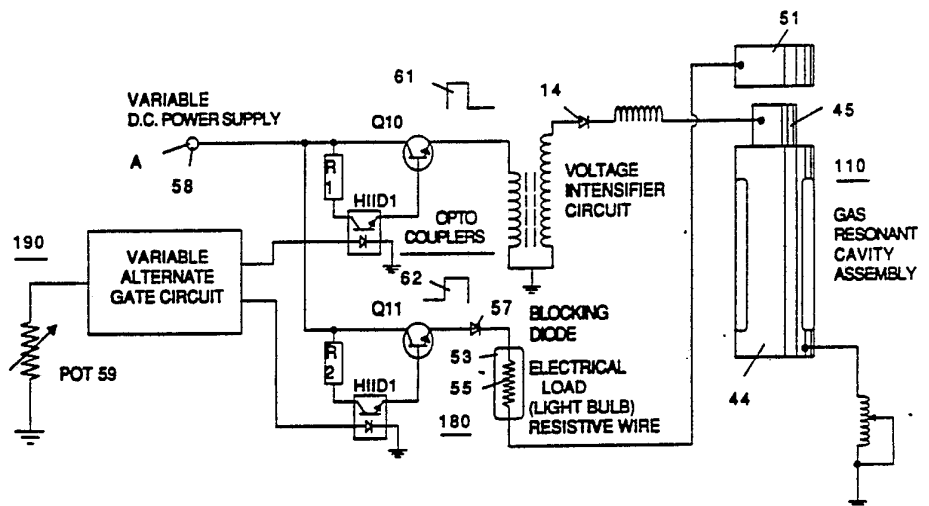 51
61
14
45
VARIABLE
D.C. POWER SUPPLY
Q10
A
58
R
1
HIID1
VOLTAGE
INTENSIFIER
CIRCUIT
110
OPTO
COUPLERS
GAS
RESONANT
CAVITY
ASSEMBLY
190
VARIABLE
ALTERNATE
GATE CIRCUIT
62
Q11
57
BLOCKING
DIODE
R
2
53
55
ELECTRICAL
LOAD
(LIGHT BULB)
RESISTIVE WIRE
44
POT 59
HIID1
180